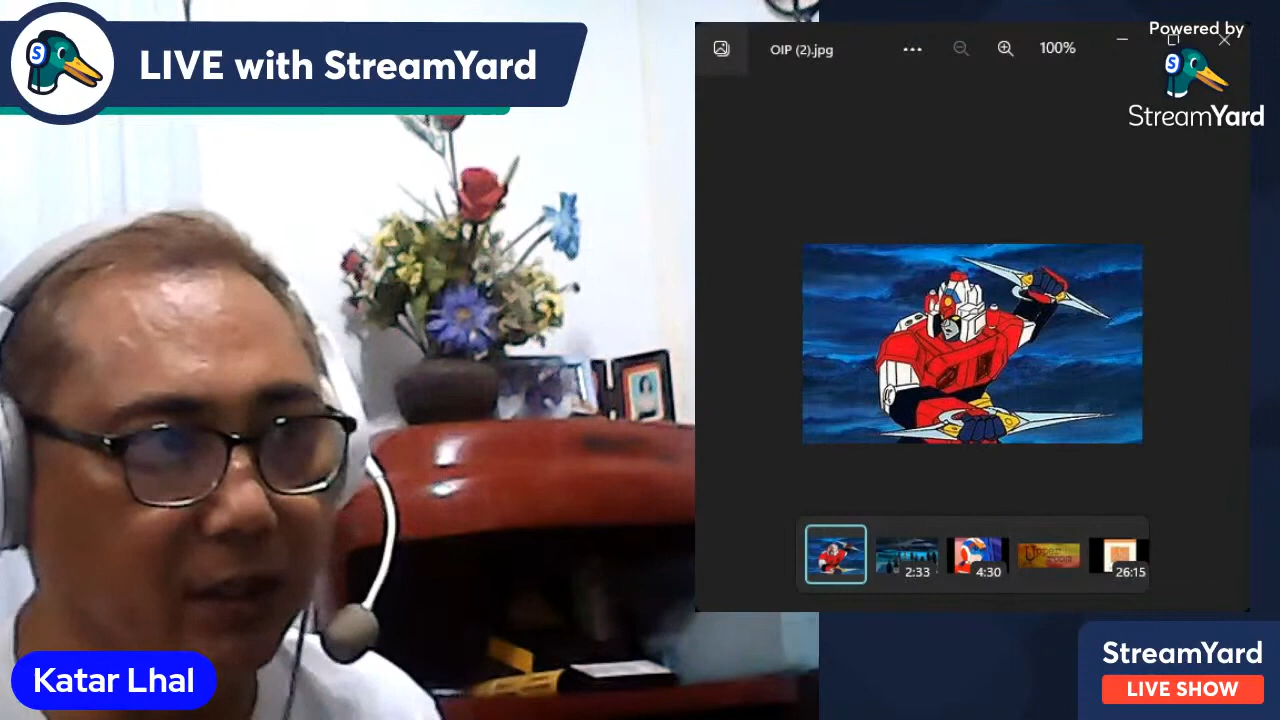 LIVE with StreamYard
OIP (2).jpg
100%
Powered by
StreamYard
2:33
4:30
26:15
Katar Lhal
StreamYard
LIVE SHOW